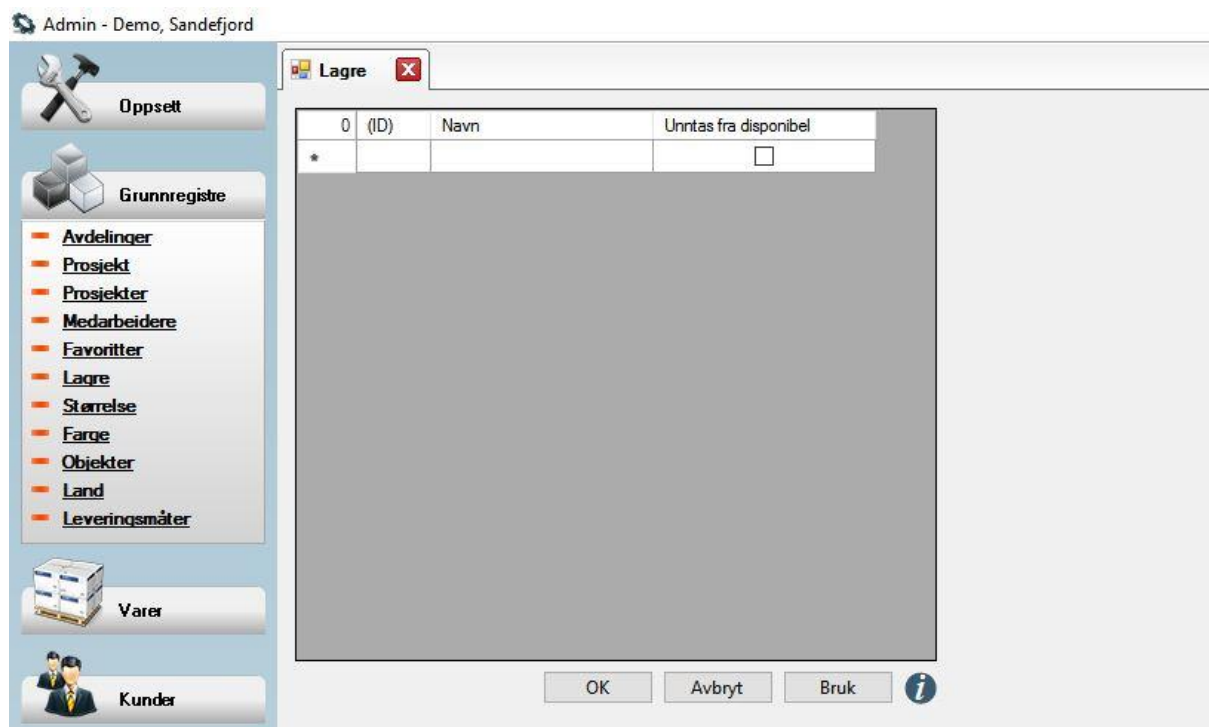 Admin - Demo, Sandefjord
Oppsett
Grunnregistre
Avdelinger
Prosjekt
Prosjekter
Medarbeidere
Favoritter
Lagre
Størrelse
Farge
Objekter
Land
Leveringsmåter
Varer
Kunder
Lagre
0 (ID) Navn Unntas fra disponibel
*
OK Avbryt Bruk